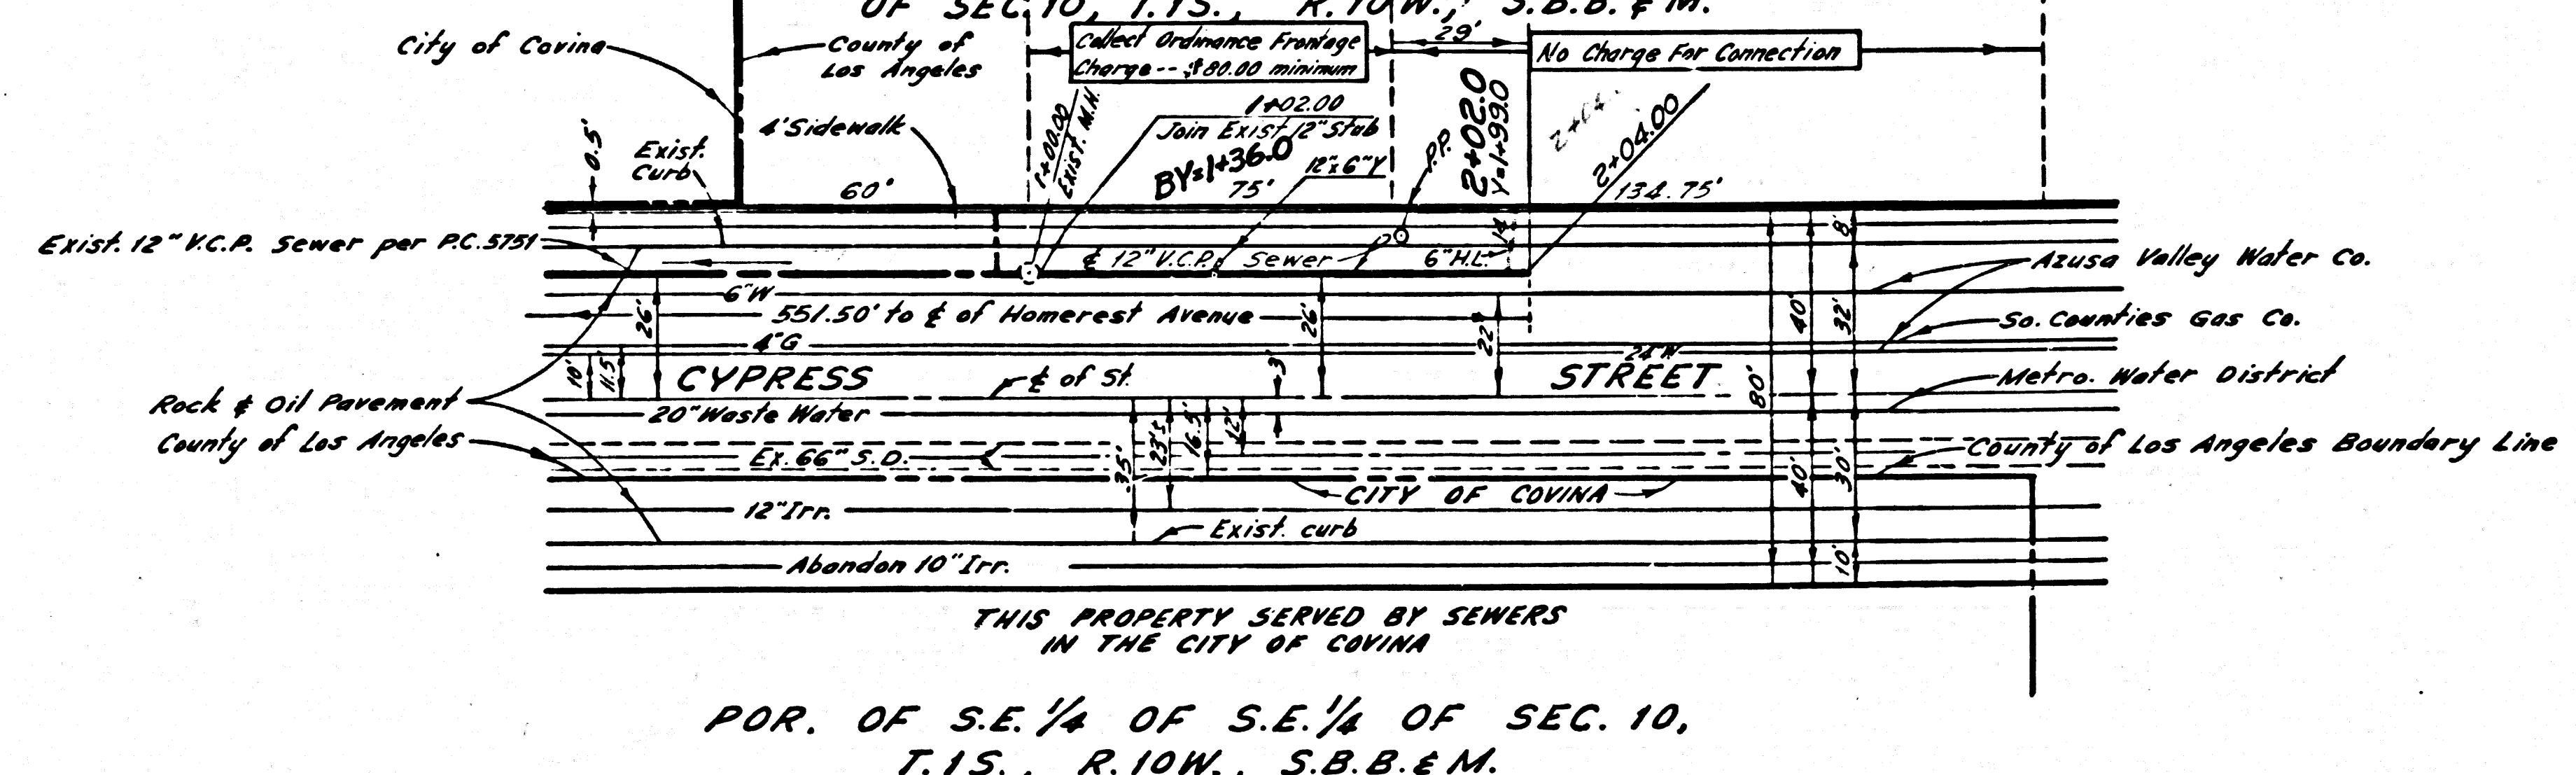 OF SEC. 10, T.1S., R.10W., S.B.B. & M.
City of Covina
County of
Los Angeles
Collect Ordinance Frontage
Charge -- $80.00 minimum
29'
No Charge For Connection
0.5'
Exist.
Curb
4' Sidewalk
60'
1+00.00
Exist. M.H.
1+02.00
Join Exist 12" Stub
BY=1+36.0
75'
12"x6"Y
P.P.
2+02.0
Y=1+99.0
2+04.
2+04.00
134.75'
Exist. 12" V.C.P. Sewer per P.C. 5751
℄ 12" V.C.P. Sewer
6" H.L.
14'
8'
Azusa Valley Water Co.
6"W
26'
551.50' to ℄ of Homerest Avenue
26'
22'
40'
32'
So. Counties Gas Co.
4"G
24"W
10'
11.5'
CYPRESS
℄ of St.
3'
STREET
80'
Metro. Water District
Rock & Oil Pavement
20" Waste Water
County of Los Angeles
Ex. 66" S.D.
35'
23.5'
16.5'
12'
40'
30'
County of Los Angeles Boundary Line
CITY OF COVINA
12" Irr.
Exist. curb
Abandon 10" Irr.
10'
THIS PROPERTY SERVED BY SEWERS
IN THE CITY OF COVINA
POR. OF S.E. 1/4 OF S.E. 1/4 OF SEC. 10,
T.1S., R.10W., S.B.B. & M.